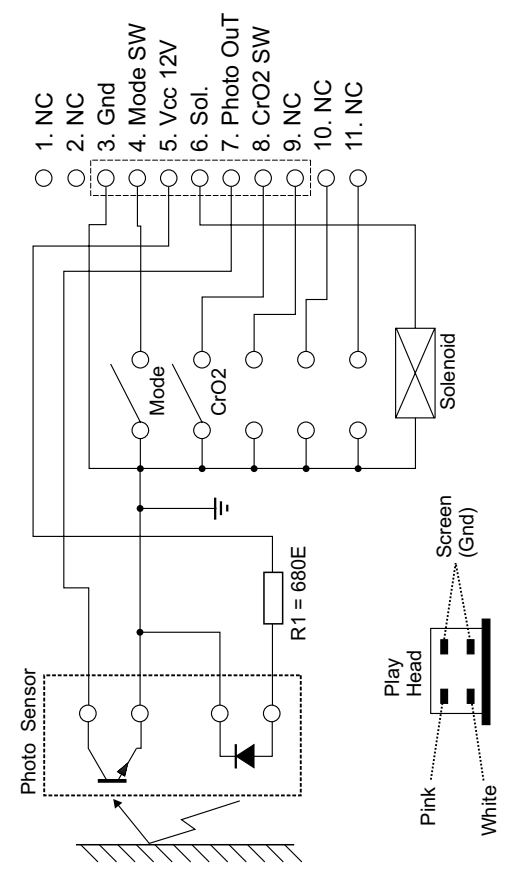 1. NC
2. NC
3. Gnd
4. Mode SW
5. Vcc 12V
6. Sol.
7. Photo OuT
8. CrO2 SW
9. NC
10. NC
11. NC
Mode
CrO2
Solenoid
R1 = 680E
Photo Sensor
Screen
(Gnd)
Play
Head
Pink
White